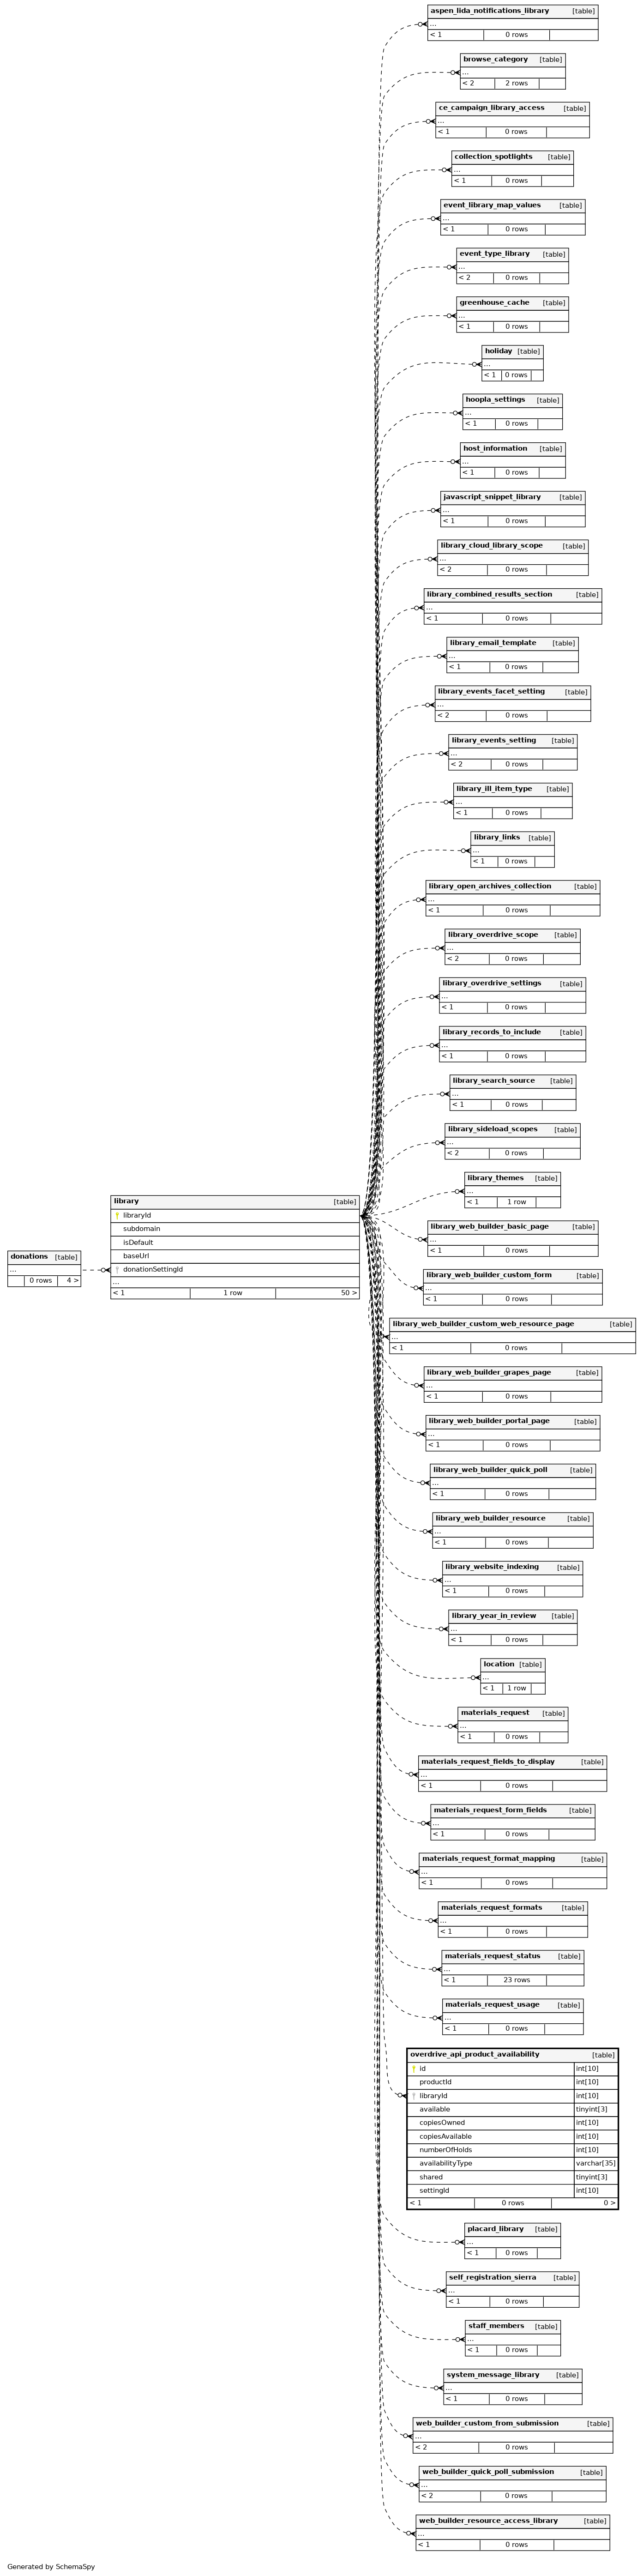 aspen_lida_notifications_library [table]
...
< 1 0 rows
browse_category [table]
...
< 2 2 rows
ce_campaign_library_access [table]
...
< 1 0 rows
collection_spotlights [table]
...
< 1 0 rows
event_library_map_values [table]
...
< 1 0 rows
event_type_library [table]
...
< 2 0 rows
greenhouse_cache [table]
...
< 1 0 rows
holiday [table]
...
< 1 0 rows
hoopla_settings [table]
...
< 1 0 rows
host_information [table]
...
< 1 0 rows
javascript_snippet_library [table]
...
< 1 0 rows
library_cloud_library_scope [table]
...
< 2 0 rows
library_combined_results_section [table]
...
< 1 0 rows
library_email_template [table]
...
< 1 0 rows
library_events_facet_setting [table]
...
< 2 0 rows
library_events_setting [table]
...
< 2 0 rows
library_ill_item_type [table]
...
< 1 0 rows
library_links [table]
...
< 1 0 rows
library_open_archives_collection [table]
...
< 1 0 rows
library_overdrive_scope [table]
...
< 2 0 rows
library_overdrive_settings [table]
...
< 1 0 rows
library_records_to_include [table]
...
< 1 0 rows
library_search_source [table]
...
< 1 0 rows
library_sideload_scopes [table]
...
< 2 0 rows
library_themes [table]
...
< 1 1 row
donations [table]
...
0 rows 4 >
library [table]
libraryId
subdomain
isDefault
baseUrl
donationSettingId
...
< 1 1 row 50 >
library_web_builder_basic_page [table]
...
< 1 0 rows
library_web_builder_custom_form [table]
...
< 1 0 rows
library_web_builder_custom_web_resource_page [table]
...
< 1 0 rows
library_web_builder_grapes_page [table]
...
< 1 0 rows
library_web_builder_portal_page [table]
...
< 1 0 rows
library_web_builder_quick_poll [table]
...
< 1 0 rows
library_web_builder_resource [table]
...
< 1 0 rows
library_website_indexing [table]
...
< 1 0 rows
library_year_in_review [table]
...
< 1 0 rows
location [table]
...
< 1 1 row
materials_request [table]
...
< 1 0 rows
materials_request_fields_to_display [table]
...
< 1 0 rows
materials_request_form_fields [table]
...
< 1 0 rows
materials_request_format_mapping [table]
...
< 1 0 rows
materials_request_formats [table]
...
< 1 0 rows
materials_request_status [table]
...
< 1 23 rows
materials_request_usage [table]
...
< 1 0 rows
overdrive_api_product_availability [table]
id int[10]
productId int[10]
libraryId int[10]
available tinyint[3]
copiesOwned int[10]
copiesAvailable int[10]
numberOfHolds int[10]
availabilityType varchar[35]
shared tinyint[3]
settingId int[10]
< 1 0 rows 0 >
placard_library [table]
...
< 1 0 rows
self_registration_sierra [table]
...
< 1 0 rows
staff_members [table]
...
< 1 0 rows
system_message_library [table]
...
< 1 0 rows
web_builder_custom_from_submission [table]
...
< 2 0 rows
web_builder_quick_poll_submission [table]
...
< 2 0 rows
web_builder_resource_access_library [table]
...
< 1 0 rows
Generated by SchemaSpy